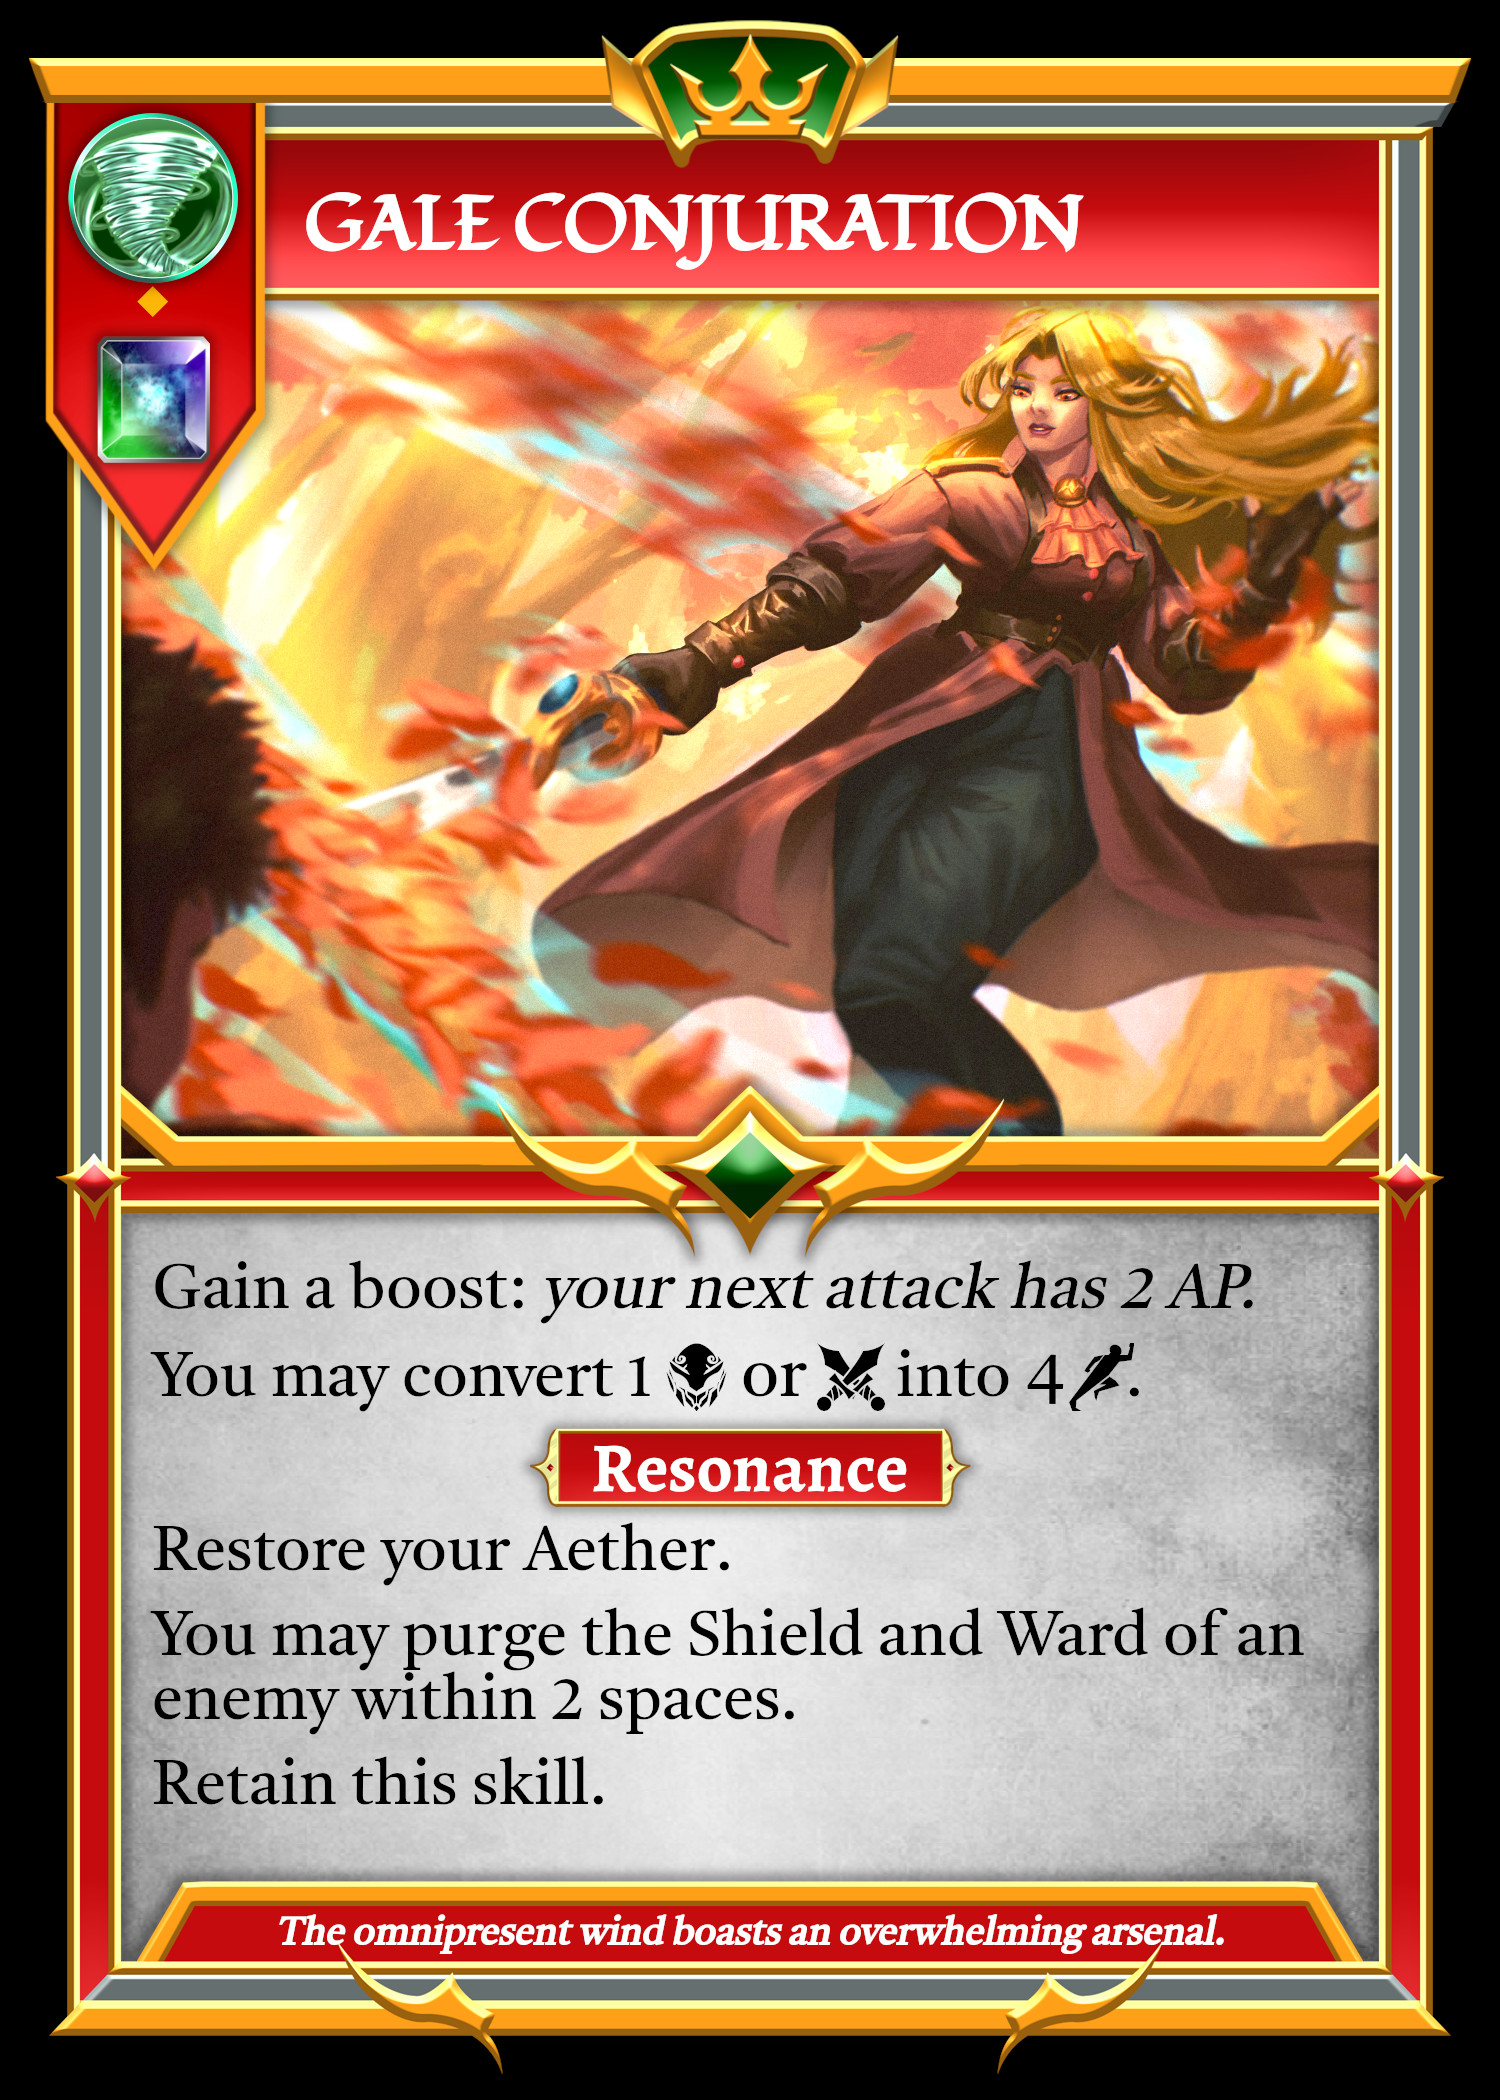 GALE CONJURATION
Gain a boost: your next attack has 2 AP.
You may convert 1 or into 4.
Resonance
Restore your Aether.
You may purge the Shield and Ward of an
enemy within 2 spaces.
Retain this skill.
The omnipresent wind boasts an overwhelming arsenal.